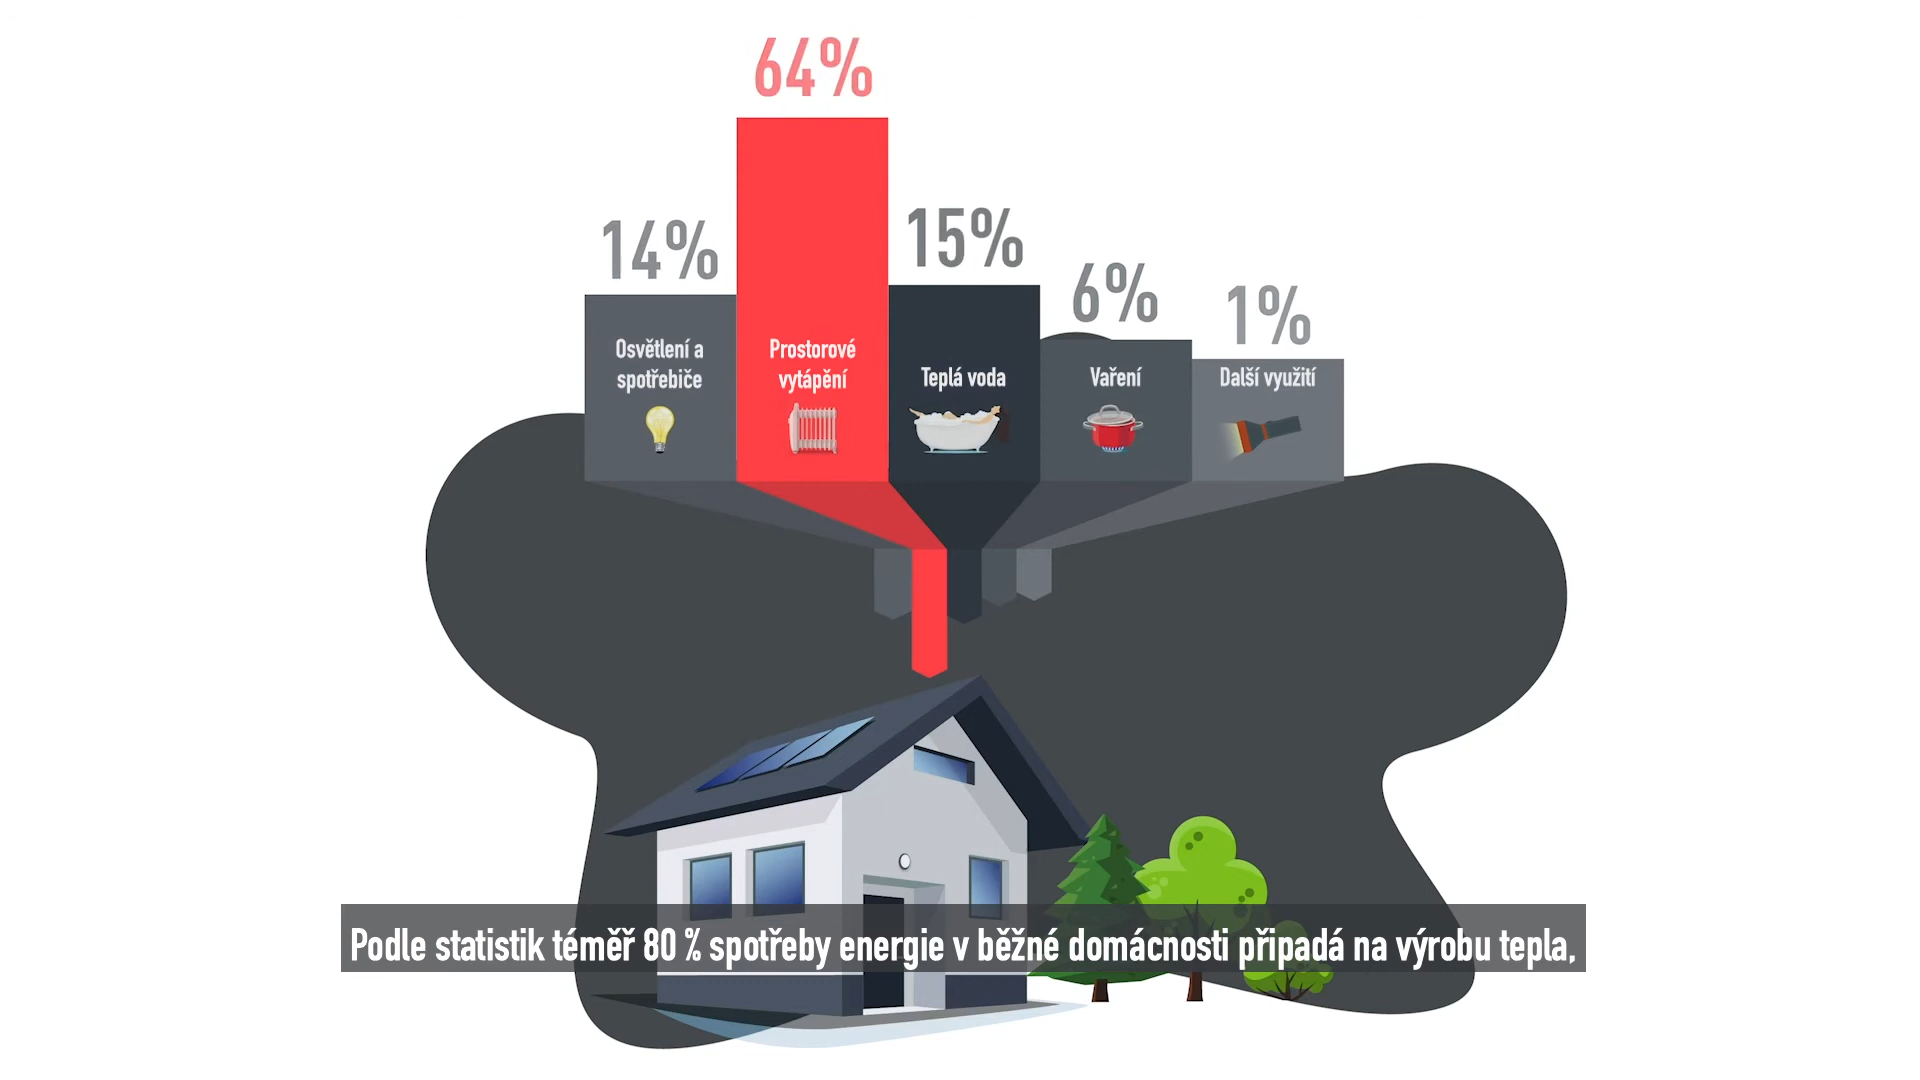 64%
14%
15%
6%
1%
Osvětlení a
spotřebiče
Prostorové
vytápění
Teplá voda
Vaření
Další využití
Podle statistik téměř 80 % spotřeby energie v běžné domácnosti připadá na výrobu tepla,